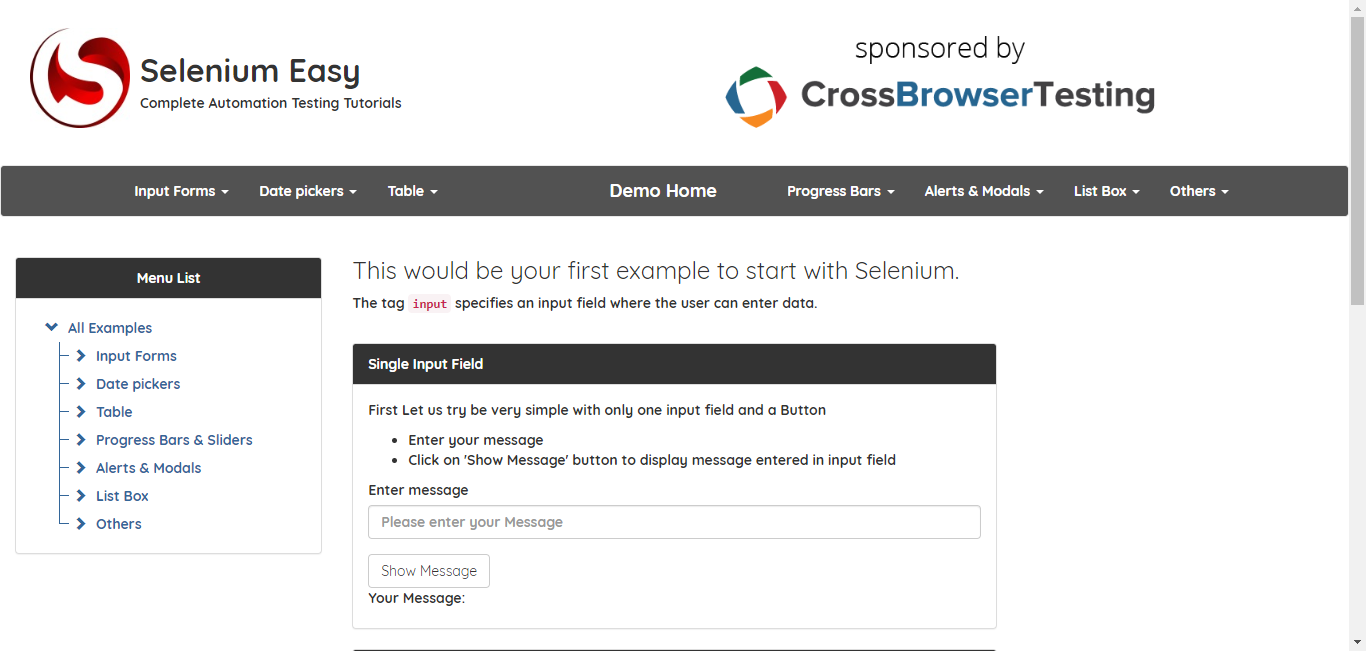 Selenium Easy
Complete Automation Testing Tutorials
sponsored by
CrossBrowserTesting
Input Forms Date pickers Table Demo Home Progress Bars Alerts & Modals List Box Others
Menu List
All Examples
Input Forms
Date pickers
Table
Progress Bars & Sliders
Alerts & Modals
List Box
Others
This would be your first example to start with Selenium.
The tag input specifies an input field where the user can enter data.
Single Input Field
First Let us try be very simple with only one input field and a Button
Enter your message
Click on 'Show Message' button to display message entered in input field
Enter message
Please enter your Message
Show Message
Your Message: